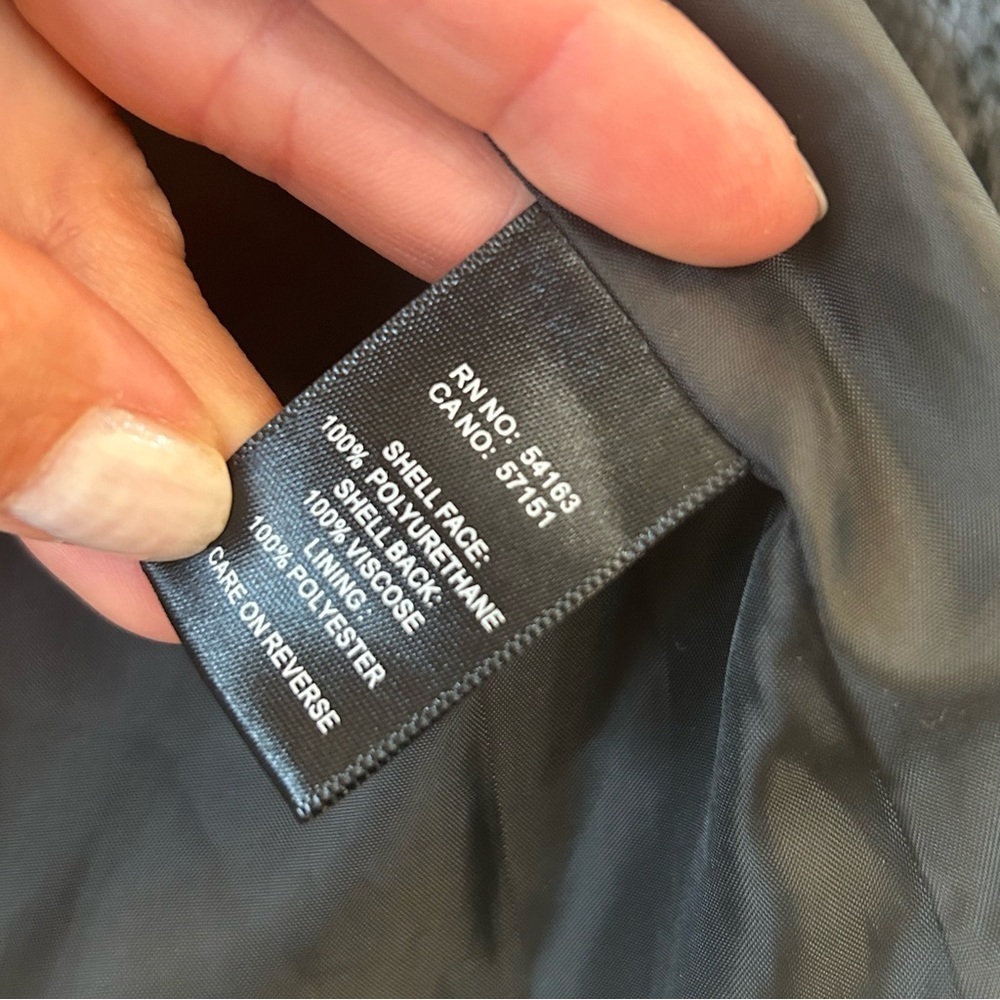 RN NO: 54163
CA NO: 57151
SHELL FACE:
100% POLYURETHANE
SHELL BACK:
100% VISCOSE
LINING :
100% POLYESTER
CARE ON REVERSE